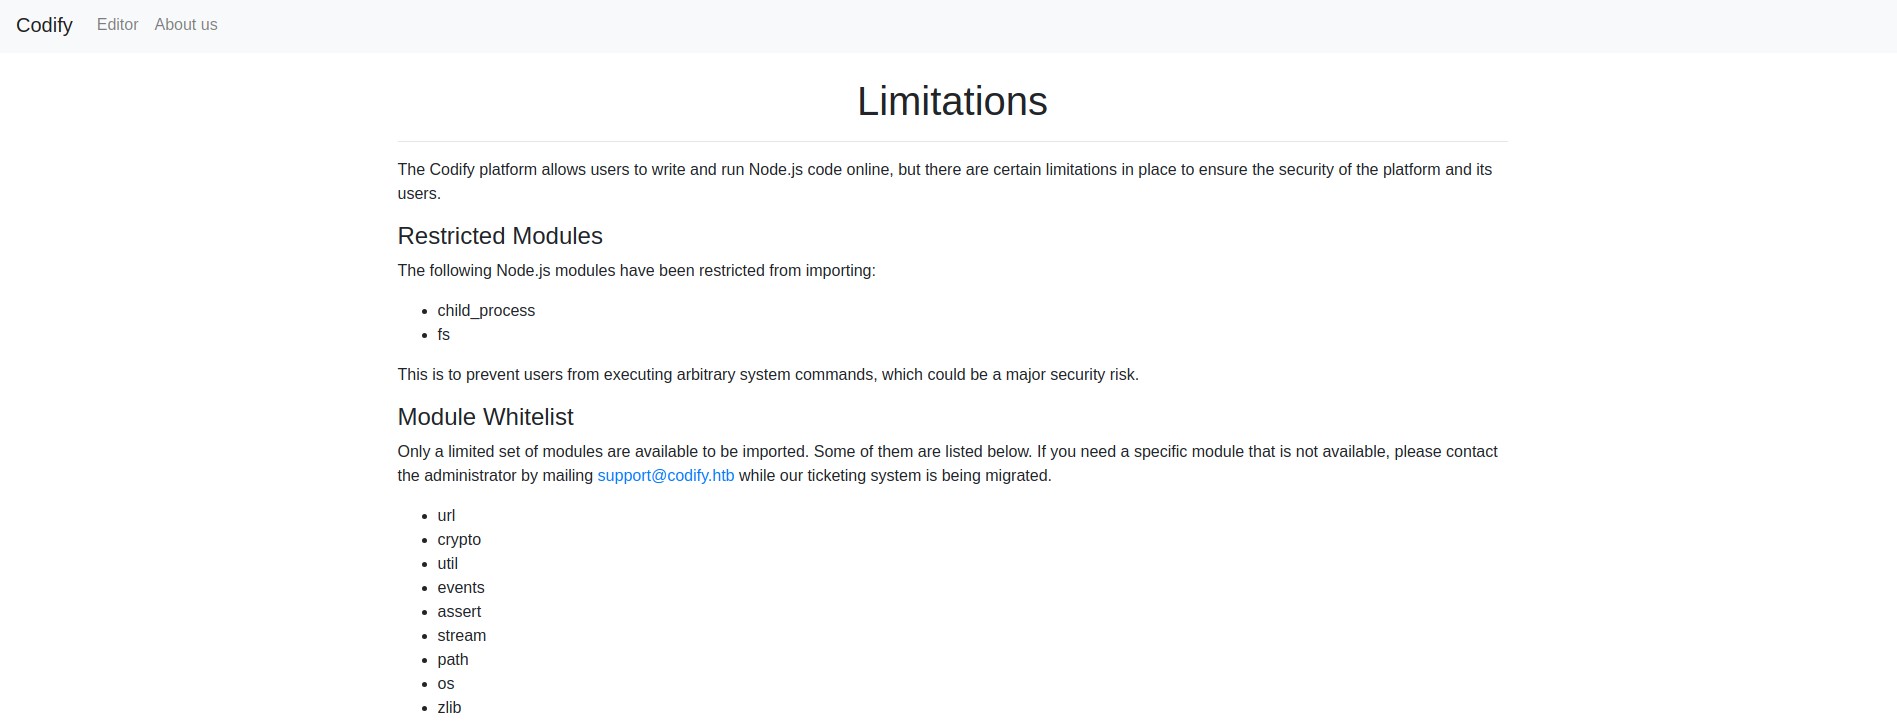 Codify Editor About us
Limitations
The Codify platform allows users to write and run Node.js code online, but there are certain limitations in place to ensure the security of the platform and its
users.
Restricted Modules
The following Node.js modules have been restricted from importing:
• child_process
• fs
This is to prevent users from executing arbitrary system commands, which could be a major security risk.
Module Whitelist
Only a limited set of modules are available to be imported. Some of them are listed below. If you need a specific module that is not available, please contact
the administrator by mailing support@codify.htb while our ticketing system is being migrated.
• url
• crypto
• util
• events
• assert
• stream
• path
• os
• zlib